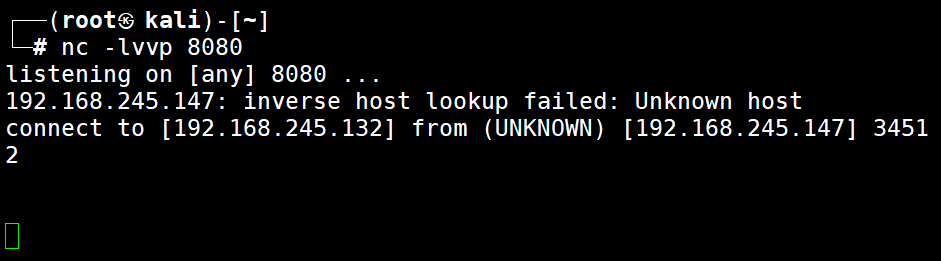 ┌──(root㉿ kali)-[~]
└─# nc -lvvp 8080
listening on [any] 8080 ...
192.168.245.147: inverse host lookup failed: Unknown host
connect to [192.168.245.132] from (UNKNOWN) [192.168.245.147] 3451
2